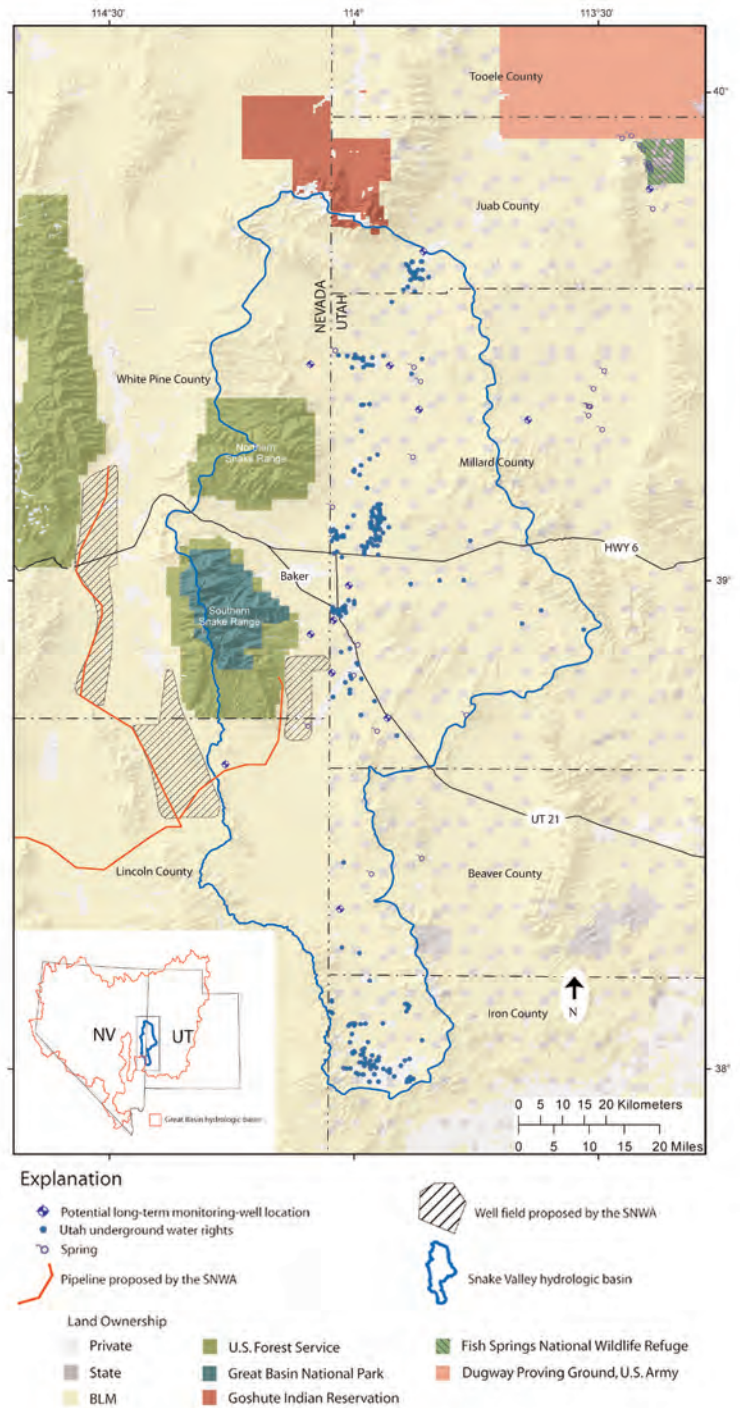 114°30' 114° 113°30'
Tooele County
40°
Juab County
NEVADA
UTAH
White Pine County
Northern
Snake Range
Millard County
HWY 6
39°
Baker
Southern
Snake Range
UT 21
Lincoln County
Beaver County
N
Iron County
NV UT
38°
Great Basin hydrologic basin
0 5 10 15 20 Kilometers
0 5 10 15 20 Miles
Explanation
Potential long-term monitoring-well location
Utah underground water rights
Spring
Pipeline proposed by the SNWA
Well field proposed by the SNWA
Snake Valley hydrologic basin
Land Ownership
Private
State
BLM
U.S. Forest Service
Great Basin National Park
Goshute Indian Reservation
Fish Springs National Wildlife Refuge
Dugway Proving Ground, U.S. Army